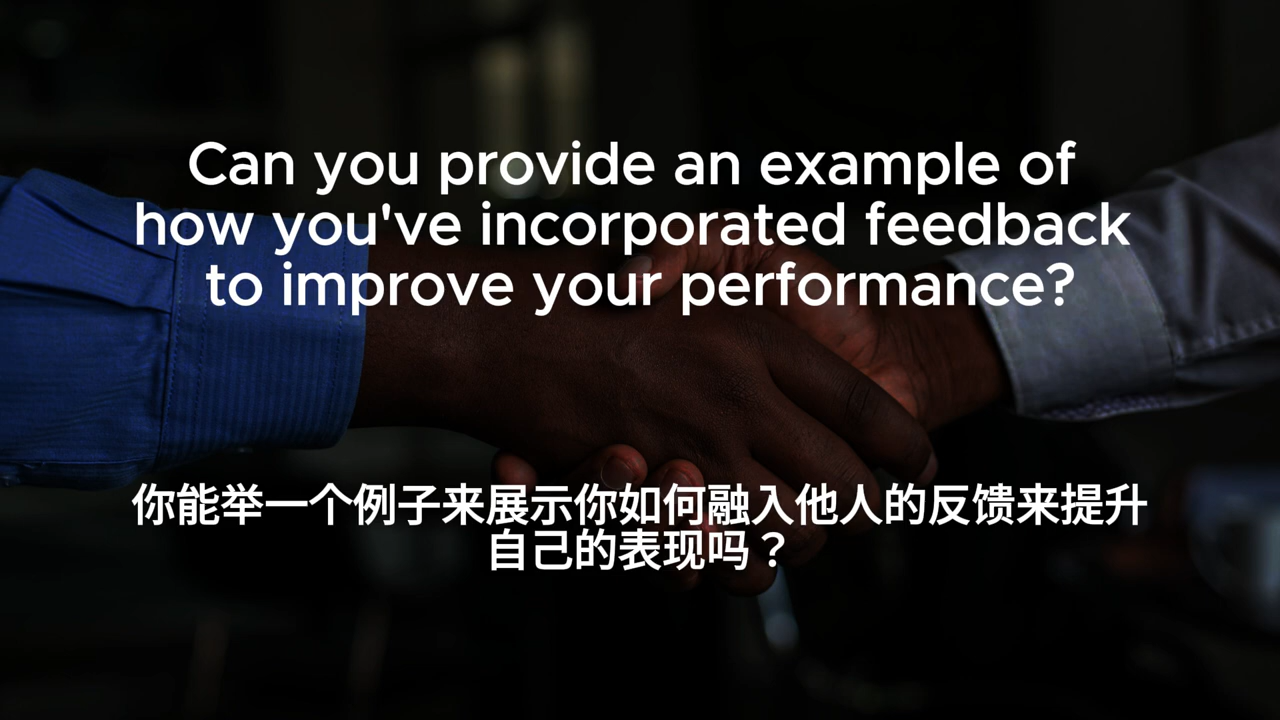 Can you provide an example of
how you've incorporated feedback
to improve your performance?
你能举一个例子来展示你如何融入他人的反馈来提升
自己的表现吗？